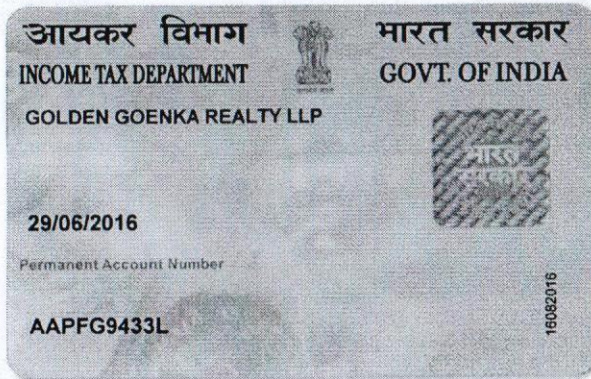 आयकर विभाग
भारत सरकार
INCOME TAX DEPARTMENT
GOVT. OF INDIA
GOLDEN GOENKA REALTY LLP
भारत
29/06/2016
Permanent Account Number
AAPFG9433L
16082016